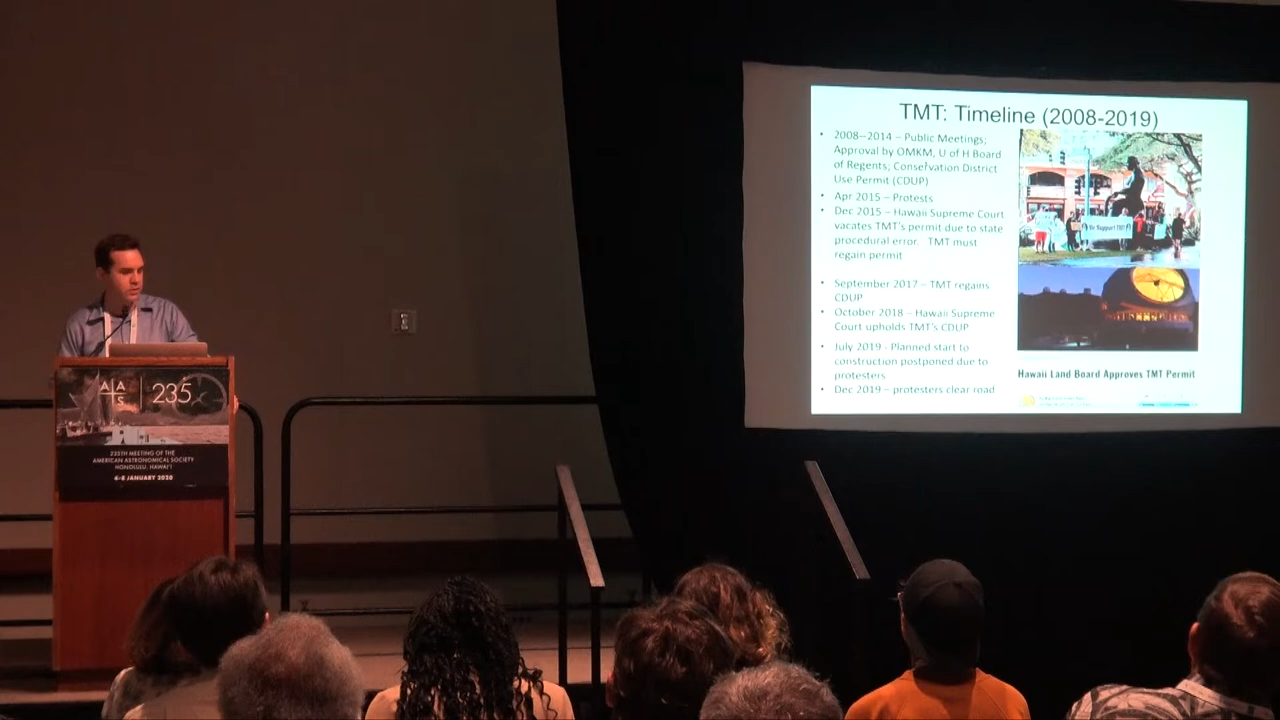 TMT: Timeline (2008-2019)
• 2008–2014 – Public Meetings;
Approval by OMKM, U of H Board
of Regents; Conservation District
Use Permit (CDUP)
• Apr 2015 – Protests
• Dec 2015 – Hawaii Supreme Court
vacates TMT's permit due to state
procedural error. TMT must
regain permit
• September 2017 – TMT regains
CDUP
• October 2018 – Hawaii Supreme
Court upholds TMT's CDUP
• July 2019 - Planned start to
construction postponed due to
protesters
• Dec 2019 – protesters clear road
We Support TMT
Hawaii Land Board Approves TMT Permit
AAS
235
235TH MEETING OF THE
AMERICAN ASTRONOMICAL SOCIETY
HONOLULU, HAWAI'I
4-8 JANUARY 2020